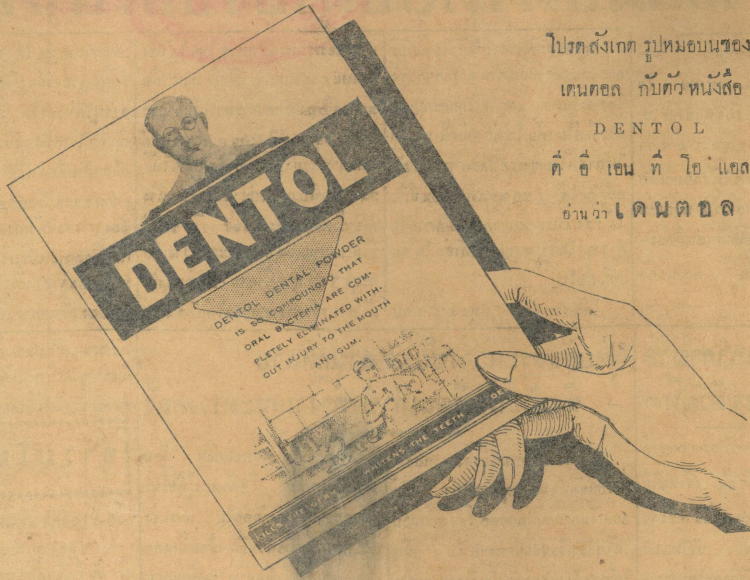 โปรดสังเกต รูปหมอบนซอง
เดนตอล กับตัวหนังสือ
DENTOL
ดี อี เอน ที โอ แอล
อ่านว่า เดนตอล
DENTOL
DENTOL DENTAL POWDER
IS SO COMPOUNDED THAT
ORAL BACTERIA ARE COM-
PLETELY ELIMINATED WITH-
OUT INJURY TO THE MOUTH
AND GUM.
KILLS THE GERMS WHITENS THE TEETH